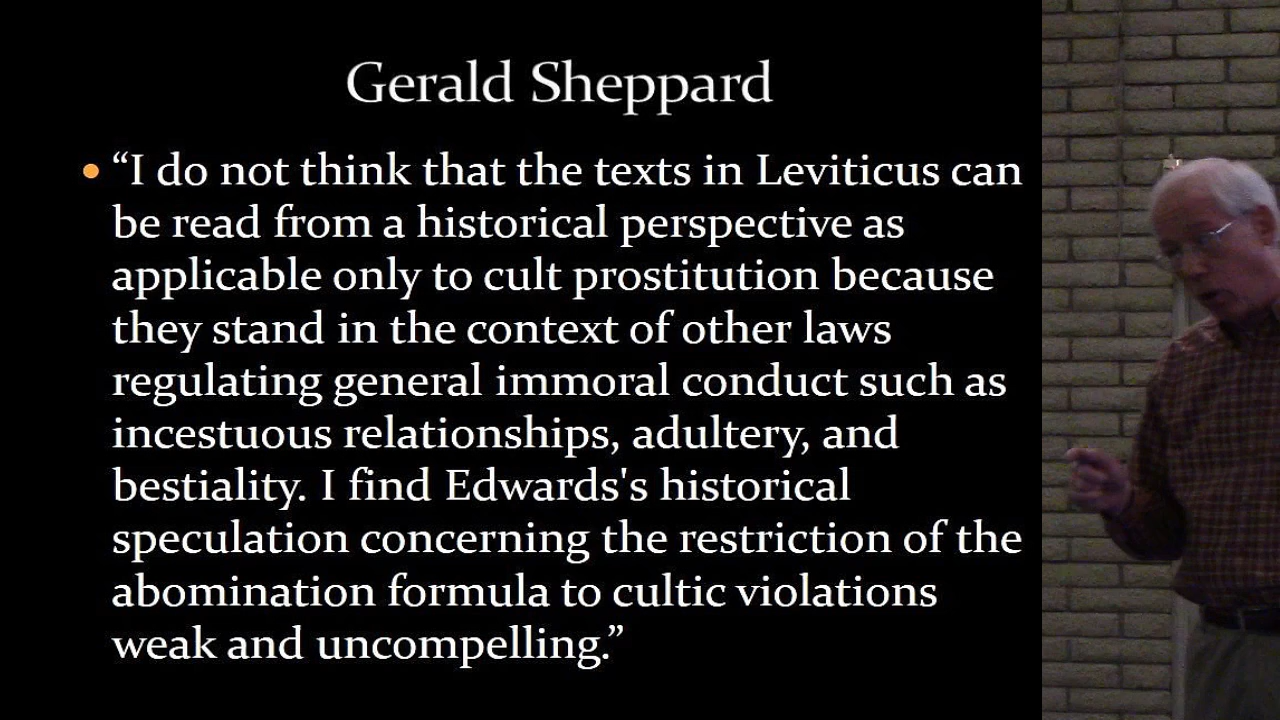 Gerald Sheppard
• “I do not think that the texts in Leviticus can
be read from a historical perspective as
applicable only to cult prostitution because
they stand in the context of other laws
regulating general immoral conduct such as
incestuous relationships, adultery, and
bestiality. I find Edwards's historical
speculation concerning the restriction of the
abomination formula to cultic violations
weak and uncompelling.”